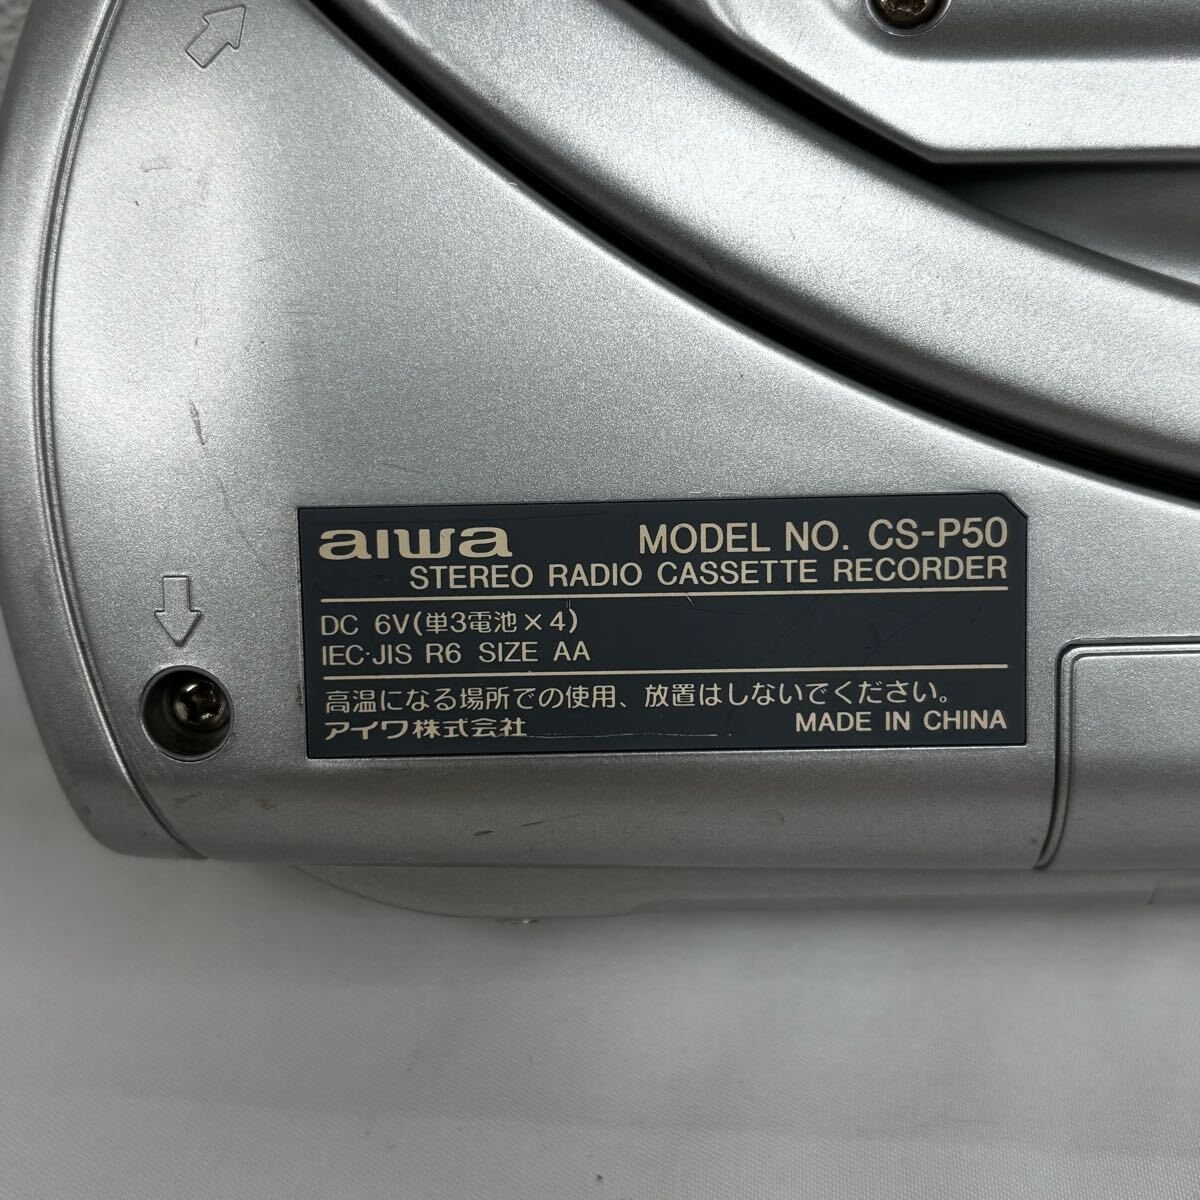 aiwa MODEL NO. CS-P50
STEREO RADIO CASSETTE RECORDER
DC 6V(単3電池×4)
IEC·JIS R6 SIZE AA
高温になる場所での使用、放置はしないでください。
アイワ株式会社 MADE IN CHINA